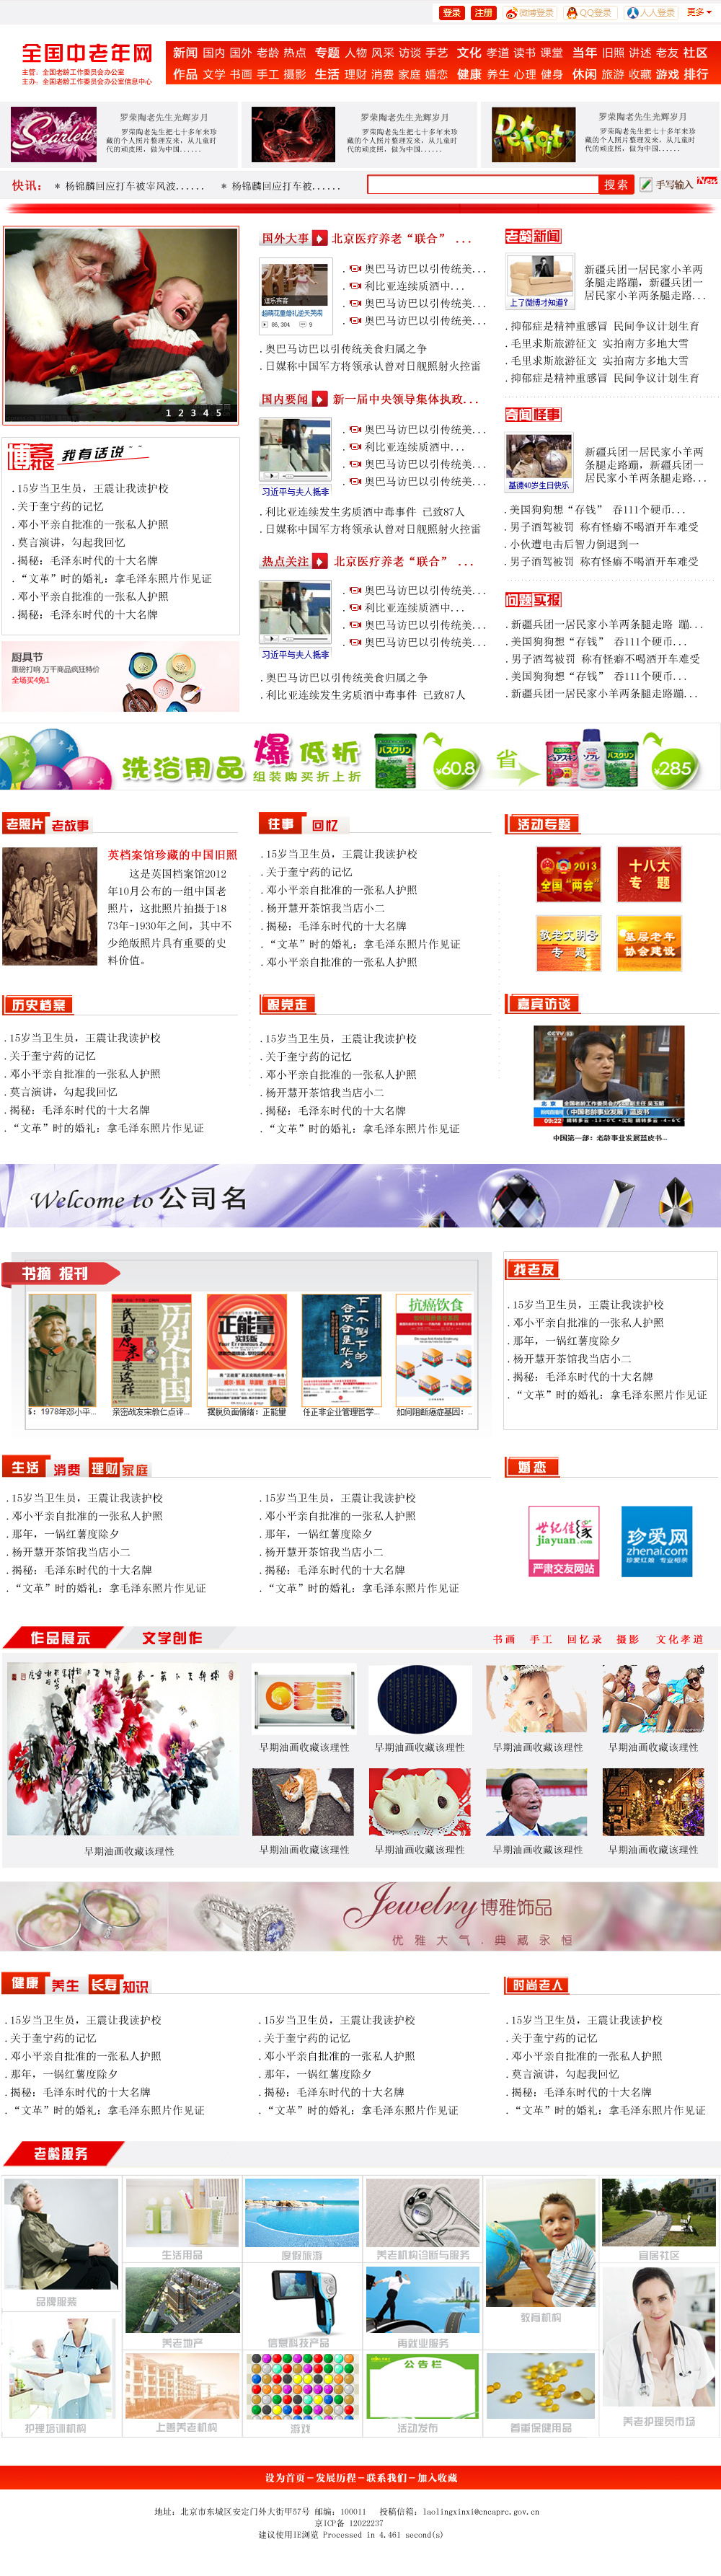 登录 注册 微博登录 QQ登录 人人登录 更多
全国中老年网
主管：全国老龄工作委员会办公室
主办：全国老龄工作委员会办公室信息中心
新闻 国内 国外 老龄 热点 专题 人物 风采 访谈 手艺 文化 孝道 读书 课堂 当年 旧照 讲述 老友 社区
作品 文学 书画 手工 摄影 生活 理财 消费 家庭 婚恋 健康 养生 心理 健身 休闲 旅游 收藏 游戏 排行
Scarlett
罗荣陶老先生光辉岁月
罗荣陶老先生把七十多年来珍
藏的个人照片整理发来，从儿童时
代的顽皮照，做为中国......
罗荣陶老先生光辉岁月
罗荣陶老先生把七十多年来珍
藏的个人照片整理发来，从儿童时
代的顽皮照，做为中国......
罗荣陶老先生光辉岁月
罗荣陶老先生把七十多年来珍
藏的个人照片整理发来，从儿童时
代的顽皮照，做为中国......
快讯： * 杨锦麟回应打车被宰风波...... * 杨锦麟回应打车被...... 搜索 手写输入 New
1 2 3 4 5
博客 我有话说
.15岁当卫生员，王震让我读护校
.关于奎宁药的记忆
.邓小平亲自批准的一张私人护照
.莫言演讲，勾起我回忆
.揭秘：毛泽东时代的十大名牌
.“文革”时的婚礼：拿毛泽东照片作见证
.邓小平亲自批准的一张私人护照
.揭秘：毛泽东时代的十大名牌
厨具节
重磅打响 万千商品疯狂特价
全场买4免1
国外大事 北京医疗养老“联合” ...
.奥巴马访巴以引传统美...
.利比亚连续质酒中...
.奥巴马访巴以引传统美...
.奥巴马访巴以引传统美...
86,304 9
.奥巴马访巴以引传统美食归属之争
.日媒称中国军方将领承认曾对日舰照射火控雷
国内要闻 新一届中央领导集体执政...
.奥巴马访巴以引传统美...
.利比亚连续质酒中...
.奥巴马访巴以引传统美...
.奥巴马访巴以引传统美...
习近平与夫人抵非
.利比亚连续发生劣质酒中毒事件 已致87人
.日媒称中国军方将领承认曾对日舰照射火控雷
热点关注 北京医疗养老“联合” ...
.奥巴马访巴以引传统美...
.利比亚连续质酒中...
.奥巴马访巴以引传统美...
.奥巴马访巴以引传统美...
习近平与夫人抵非
.奥巴马访巴以引传统美食归属之争
.利比亚连续发生劣质酒中毒事件 已致87人
老龄新闻
上了微博才知道?
新疆兵团一居民家小羊两
条腿走路蹦，新疆兵团一
居民家小羊两条腿走路...
.抑郁症是精神重感冒 民间争议计划生育
.毛里求斯旅游征文 实拍南方多地大雪
.毛里求斯旅游征文 实拍南方多地大雪
.抑郁症是精神重感冒 民间争议计划生育
奇闻怪事
基德40岁生日快乐
新疆兵团一居民家小羊两
条腿走路蹦，新疆兵团一
居民家小羊两条腿走路...
.美国狗狗想“存钱” 吞111个硬币...
.男子酒驾被罚 称有怪癖不喝酒开车难受
.小伙遭电击后智力倒退到一
.男子酒驾被罚 称有怪癖不喝酒开车难受
问题实报
.新疆兵团一居民家小羊两条腿走路 蹦...
.美国狗狗想“存钱” 吞111个硬币...
.男子酒驾被罚 称有怪癖不喝酒开车难受
.美国狗狗想“存钱” 吞111个硬币...
.新疆兵团一居民家小羊两条腿走路蹦...
洗浴用品 爆低折
组装购买折上折
¥60.8 省 ¥285
老照片 老故事
英档案馆珍藏的中国旧照
这是英国档案馆2012
年10月公布的一组中国老
照片，这批照片拍摄于18
73年-1930年之间，其中不
少绝版照片具有重要的史
料价值。
往事 回忆
.15岁当卫生员，王震让我读护校
.关于奎宁药的记忆
.邓小平亲自批准的一张私人护照
.杨开慧开茶馆我当店小二
.揭秘：毛泽东时代的十大名牌
.“文革”时的婚礼：拿毛泽东照片作见证
.邓小平亲自批准的一张私人护照
活动专题
2013
全国“两会”
十八大
专 题
敬老文明号
专 题
基层老年
协会建设
历史档案
.15岁当卫生员，王震让我读护校
.关于奎宁药的记忆
.邓小平亲自批准的一张私人护照
.莫言演讲，勾起我回忆
.揭秘：毛泽东时代的十大名牌
.“文革”时的婚礼：拿毛泽东照片作见证
跟党走
.15岁当卫生员，王震让我读护校
.关于奎宁药的记忆
.邓小平亲自批准的一张私人护照
.杨开慧开茶馆我当店小二
.揭秘：毛泽东时代的十大名牌
.“文革”时的婚礼：拿毛泽东照片作见证
嘉宾访谈
《中国老龄事业发展》蓝皮书
09:22
中国第一部：老龄事业发展蓝皮书...
Welcome to 公司名
书摘 报刊
民国原来是这样
正能量
下一个倒下的会不会是华为
抗癌饮食
：1978年邓小平...
亲密战友宋教仁点评...
摆脱负面情绪：正能量
任正非企业管理哲学...
如何阻断癌症基因：...
找老友
.15岁当卫生员，王震让我读护校
.邓小平亲自批准的一张私人护照
.那年，一锅红薯度除夕
.杨开慧开茶馆我当店小二
.揭秘：毛泽东时代的十大名牌
.“文革”时的婚礼：拿毛泽东照片作见证
生活 消费 理财 家庭
.15岁当卫生员，王震让我读护校
.邓小平亲自批准的一张私人护照
.那年，一锅红薯度除夕
.杨开慧开茶馆我当店小二
.揭秘：毛泽东时代的十大名牌
.“文革”时的婚礼：拿毛泽东照片作见证
.15岁当卫生员，王震让我读护校
.邓小平亲自批准的一张私人护照
.那年，一锅红薯度除夕
.杨开慧开茶馆我当店小二
.揭秘：毛泽东时代的十大名牌
.“文革”时的婚礼：拿毛泽东照片作见证
婚恋
世纪佳缘
jiayuan.com
严肃交友网站
珍爱网
zhenai.com
珍爱红娘 专业相亲
作品展示 文学创作 书画 手工 回忆录 摄影 文化孝道
早期油画收藏该理性
早期油画收藏该理性 早期油画收藏该理性 早期油画收藏该理性 早期油画收藏该理性
早期油画收藏该理性 早期油画收藏该理性 早期油画收藏该理性 早期油画收藏该理性
Jewelry 博雅饰品
优雅大气.典藏永恒
健康 养生 长寿 知识
.15岁当卫生员，王震让我读护校
.关于奎宁药的记忆
.邓小平亲自批准的一张私人护照
.那年，一锅红薯度除夕
.揭秘：毛泽东时代的十大名牌
.“文革”时的婚礼：拿毛泽东照片作见证
.15岁当卫生员，王震让我读护校
.关于奎宁药的记忆
.邓小平亲自批准的一张私人护照
.那年，一锅红薯度除夕
.揭秘：毛泽东时代的十大名牌
.“文革”时的婚礼：拿毛泽东照片作见证
时尚老人
.15岁当卫生员，王震让我读护校
.关于奎宁药的记忆
.邓小平亲自批准的一张私人护照
.莫言演讲，勾起我回忆
.揭秘：毛泽东时代的十大名牌
.“文革”时的婚礼：拿毛泽东照片作见证
老龄服务
品牌服装
生活用品
度假旅游
养老机构诊断与服务
教育机构
宜居社区
养老地产
信息科技产品
再就业服务
护理培训机构
上善养老机构
游戏
公告栏
活动发布
首重保健用品
养老护理员市场
设为首页－发展历程－联系我们－加入收藏
地址：北京市东城区安定门外大街甲57号 邮编：100011 投稿信箱：laolingxinxi@cncaprc.gov.cn
京ICP备 12022237
建议使用IE浏览 Processed in 4.461 second(s)